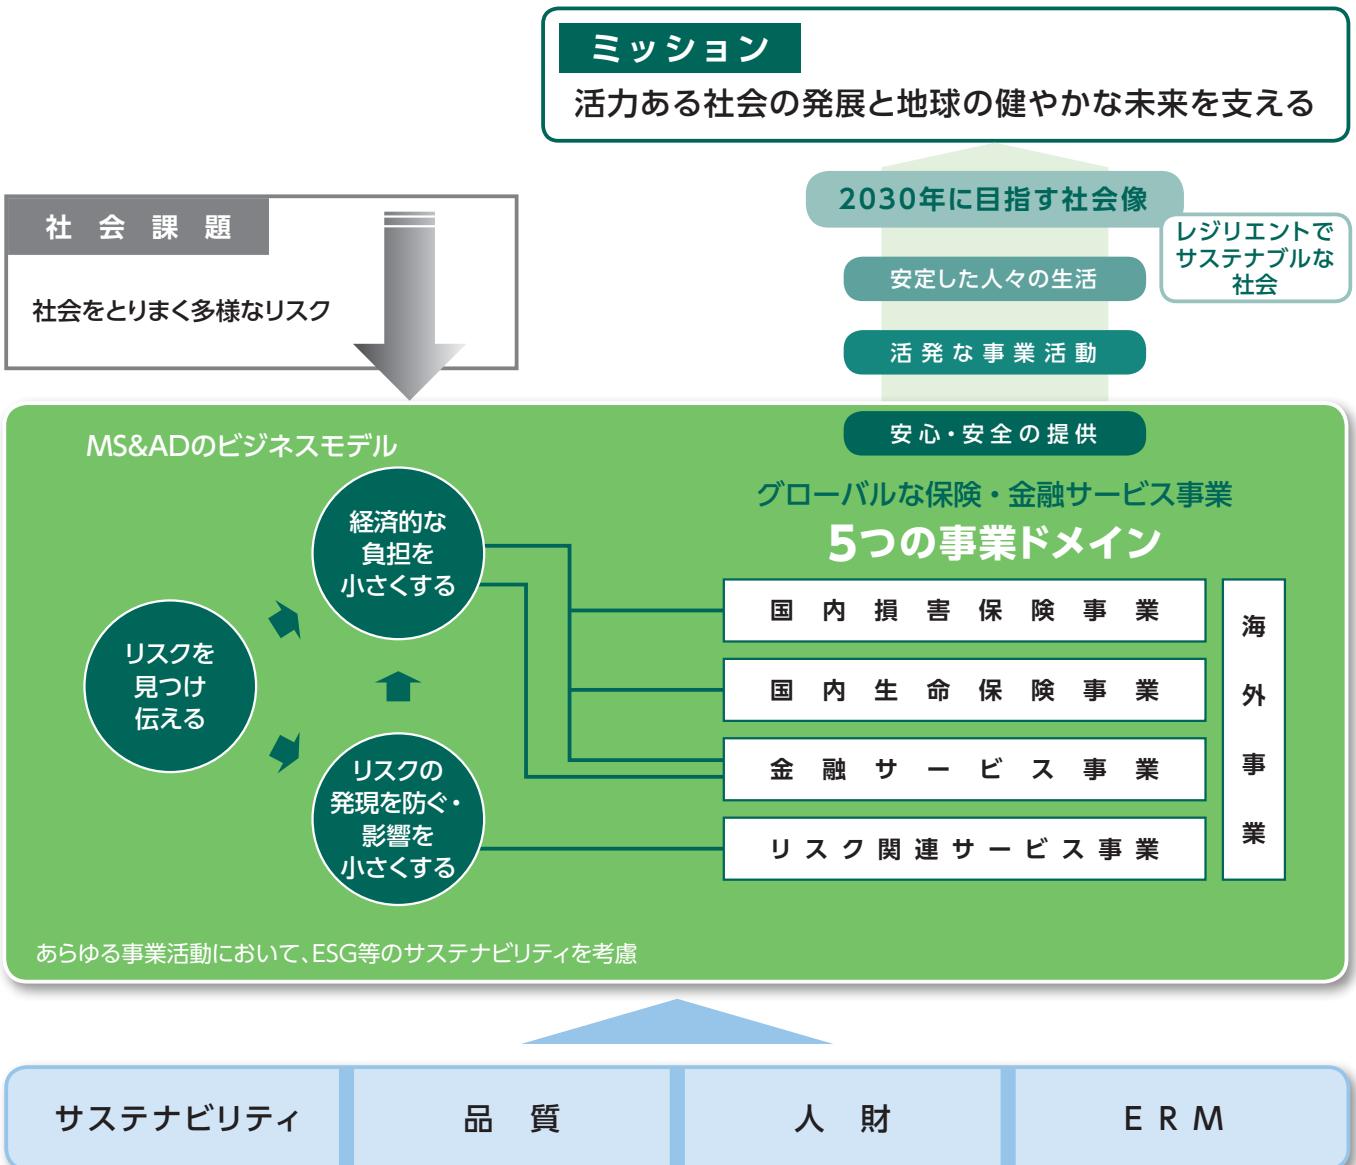 ミッション
活力ある社会の発展と地球の健やかな未来を支える
2030年に目指す社会像
レジリエントで
サステナブルな
社会
安定した人々の生活
活発な事業活動
安心・安全の提供
社会課題
社会をとりまく多様なリスク
MS&ADのビジネスモデル
リスクを
見つけ
伝える
経済的な
負担を
小さくする
リスクの
発現を防ぐ・
影響を
小さくする
グローバルな保険・金融サービス事業
5つの事業ドメイン
国内損害保険事業
国内生命保険事業
金融サービス事業
リスク関連サービス事業
海外事業
あらゆる事業活動において、ESG等のサステナビリティを考慮
サステナビリティ
品質
人財
ERM